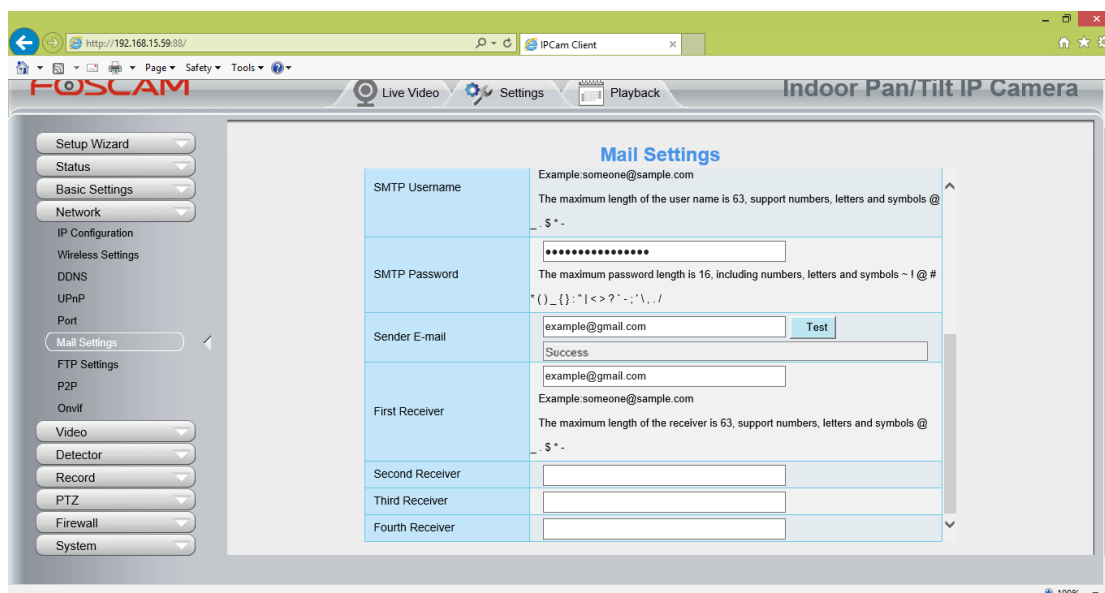 http://192.168.15.59:88/
IPCam Client
Page Safety Tools
FOSCAM
Live Video
Settings
Playback
Indoor Pan/Tilt IP Camera
Setup Wizard
Status
Basic Settings
Network
IP Configuration
Wireless Settings
DDNS
UPnP
Port
Mail Settings
FTP Settings
P2P
Onvif
Video
Detector
Record
PTZ
Firewall
System
Mail Settings
SMTP Username
Example:someone@sample.com
The maximum length of the user name is 63, support numbers, letters and symbols @
_ . $ * -
SMTP Password
••••••••••••••••
The maximum password length is 16, including numbers, letters and symbols ~ ! @ #
* ( ) _ { } : " | < > ? ` - ; ' \ , . /
Sender E-mail
example@gmail.com
Test
Success
First Receiver
example@gmail.com
Example:someone@sample.com
The maximum length of the receiver is 63, support numbers, letters and symbols @
_ . $ * -
Second Receiver
Third Receiver
Fourth Receiver
100%